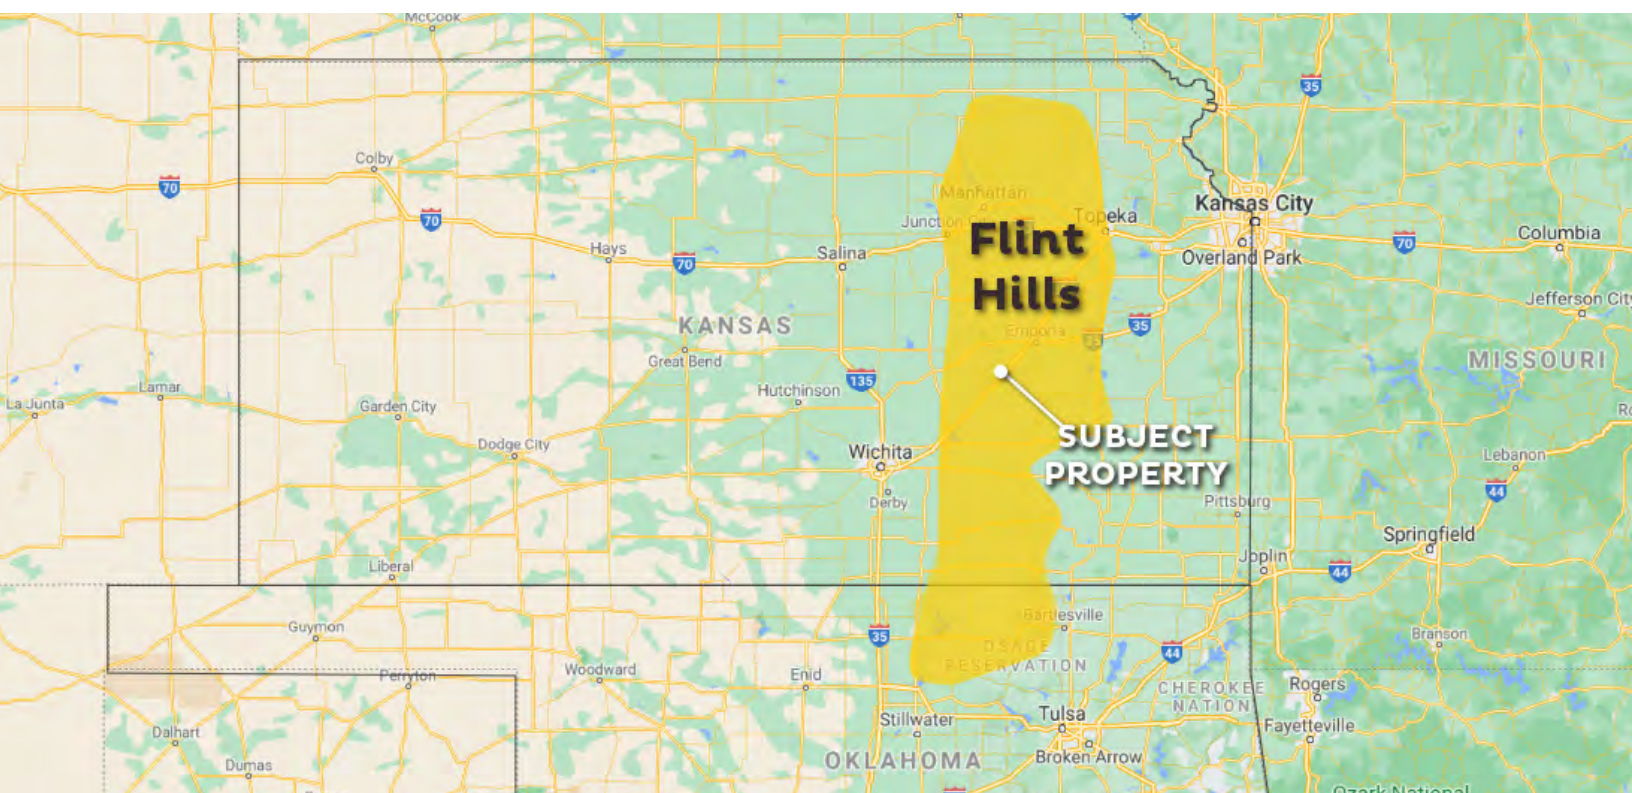 McCook
35
Colby
70
70
Manhattan
Kansas City
Junction
Topeka
Columbia
Flint
Hills
Hays
Salina
70
70
Overland Park
Jefferson City
KANSAS
Emporia
35
35
MISSOURI
Great Bend
135
Lamar
Hutchinson
La Junta
Garden City
SUBJECT
PROPERTY
Dodge City
Wichita
Lebanon
44
Derby
Pittsburg
Springfield
Joplin
44
Liberal
Bartlesville
Guymon
35
Branson
OSAGE
RESERVATION
44
Woodward
Enid
Perryton
CHEROKEE
NATION
Rogers
Stillwater
Tulsa
Fayetteville
Dalhart
Broken Arrow
OKLAHOMA
Dumas
Ozark National